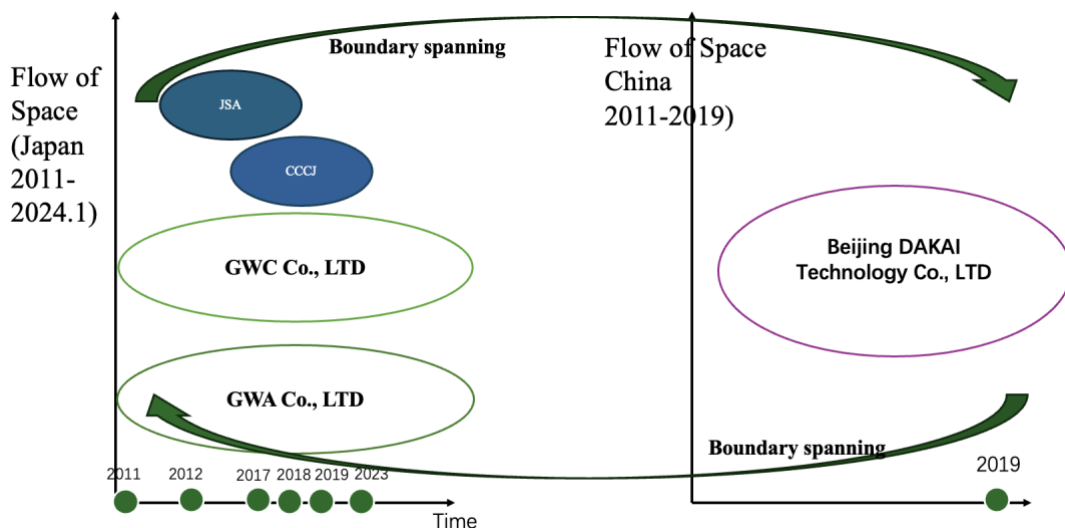 Boundary spanning
Flow of
Space
(Japan
2011-
2024.1)
JSA
CCCJ
GWC Co., LTD
GWA Co., LTD
2011
2012
2017
2018
2019
2023
Time
Flow of Space
China
2011-2019)
Beijing DAKAI
Technology Co., LTD
Boundary spanning
2019